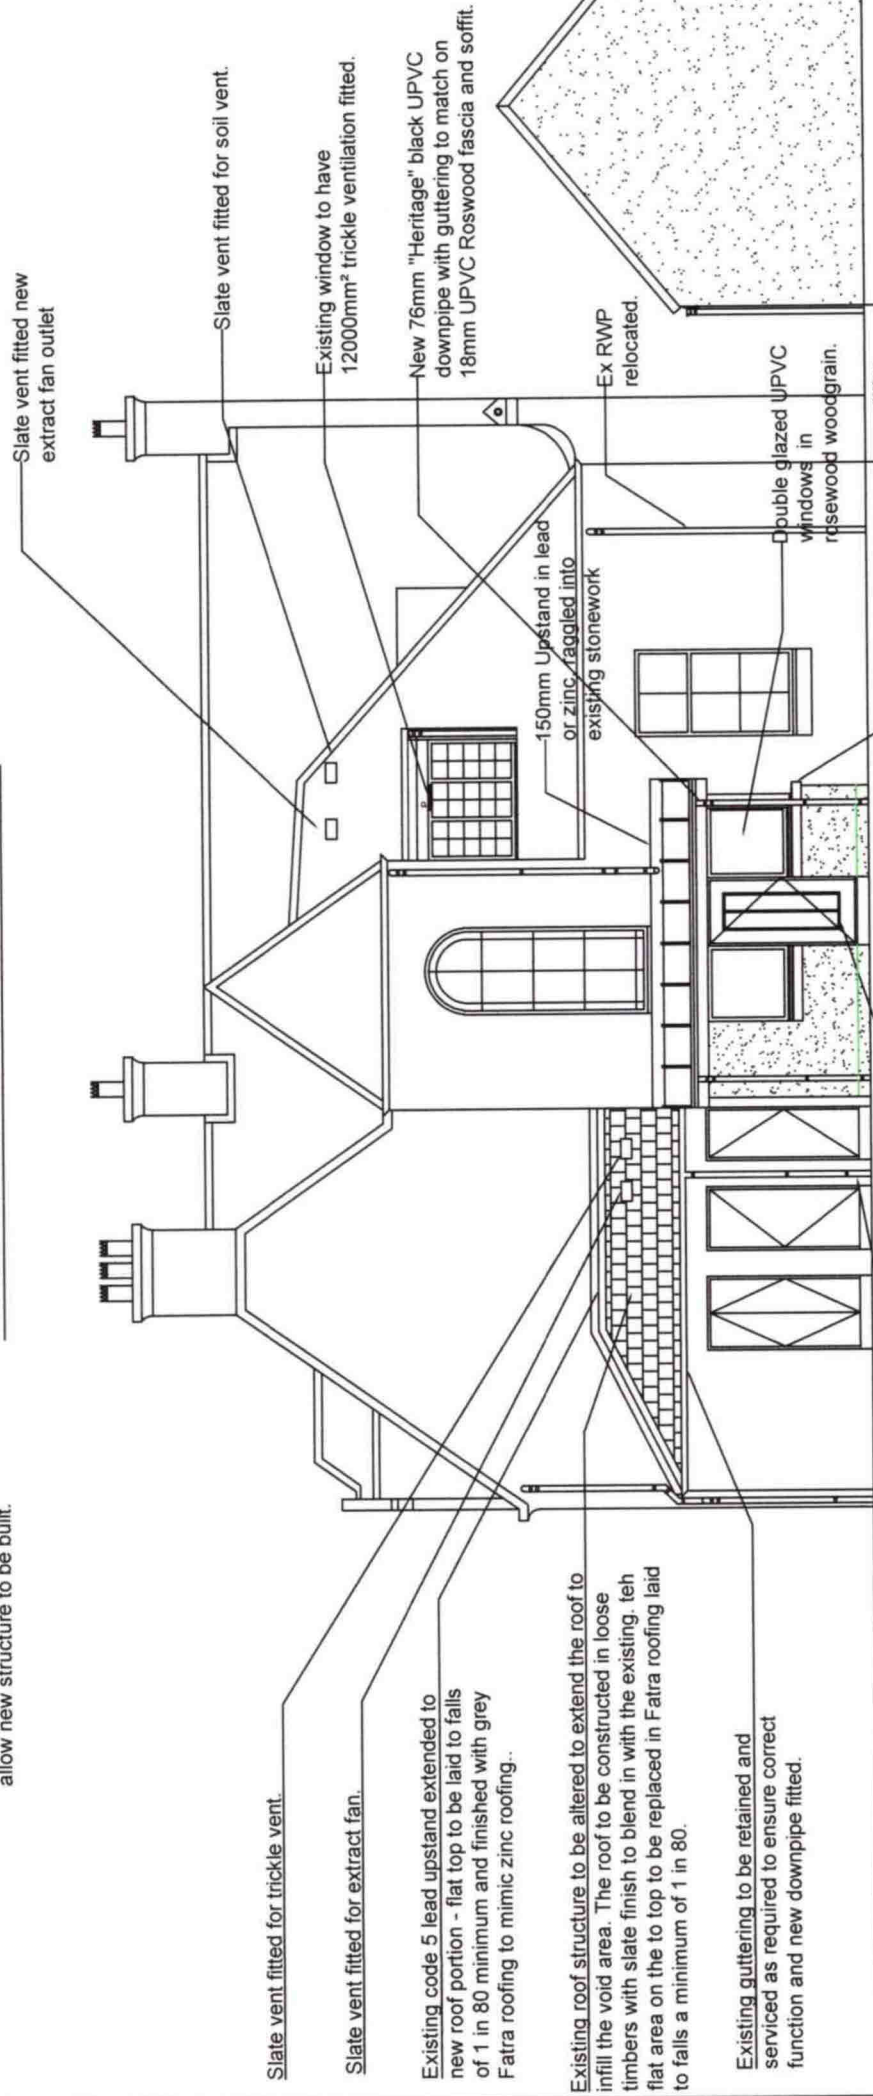 allow new structure to be built.
Slate vent fitted new
extract fan outlet
Slate vent fitted for soil vent.
Existing window to have
12000mm² trickle ventilation fitted.
New 76mm "Heritage" black UPVC
downpipe with guttering to match on
18mm UPVC Roswood fascia and soffit.
150mm Upstand in lead
or zinc, raggled into
existing stonework
Ex RWP
relocated.
Double glazed UPVC
windows in
rosewood woodgrain.
Slate vent fitted for trickle vent.
Slate vent fitted for extract fan.
Existing code 5 lead upstand extended to
new roof portion - flat top to be laid to falls
of 1 in 80 minimum and finished with grey
Fatra roofing to mimic zinc roofing..
Existing roof structure to be altered to extend the roof to
infill the void area. The roof to be constructed in loose
timbers with slate finish to blend in with the existing. teh
flat area on the to top to be replaced in Fatra roofing laid
to falls a minimum of 1 in 80.
Existing guttering to be retained and
serviced as required to ensure correct
function and new downpipe fitted.